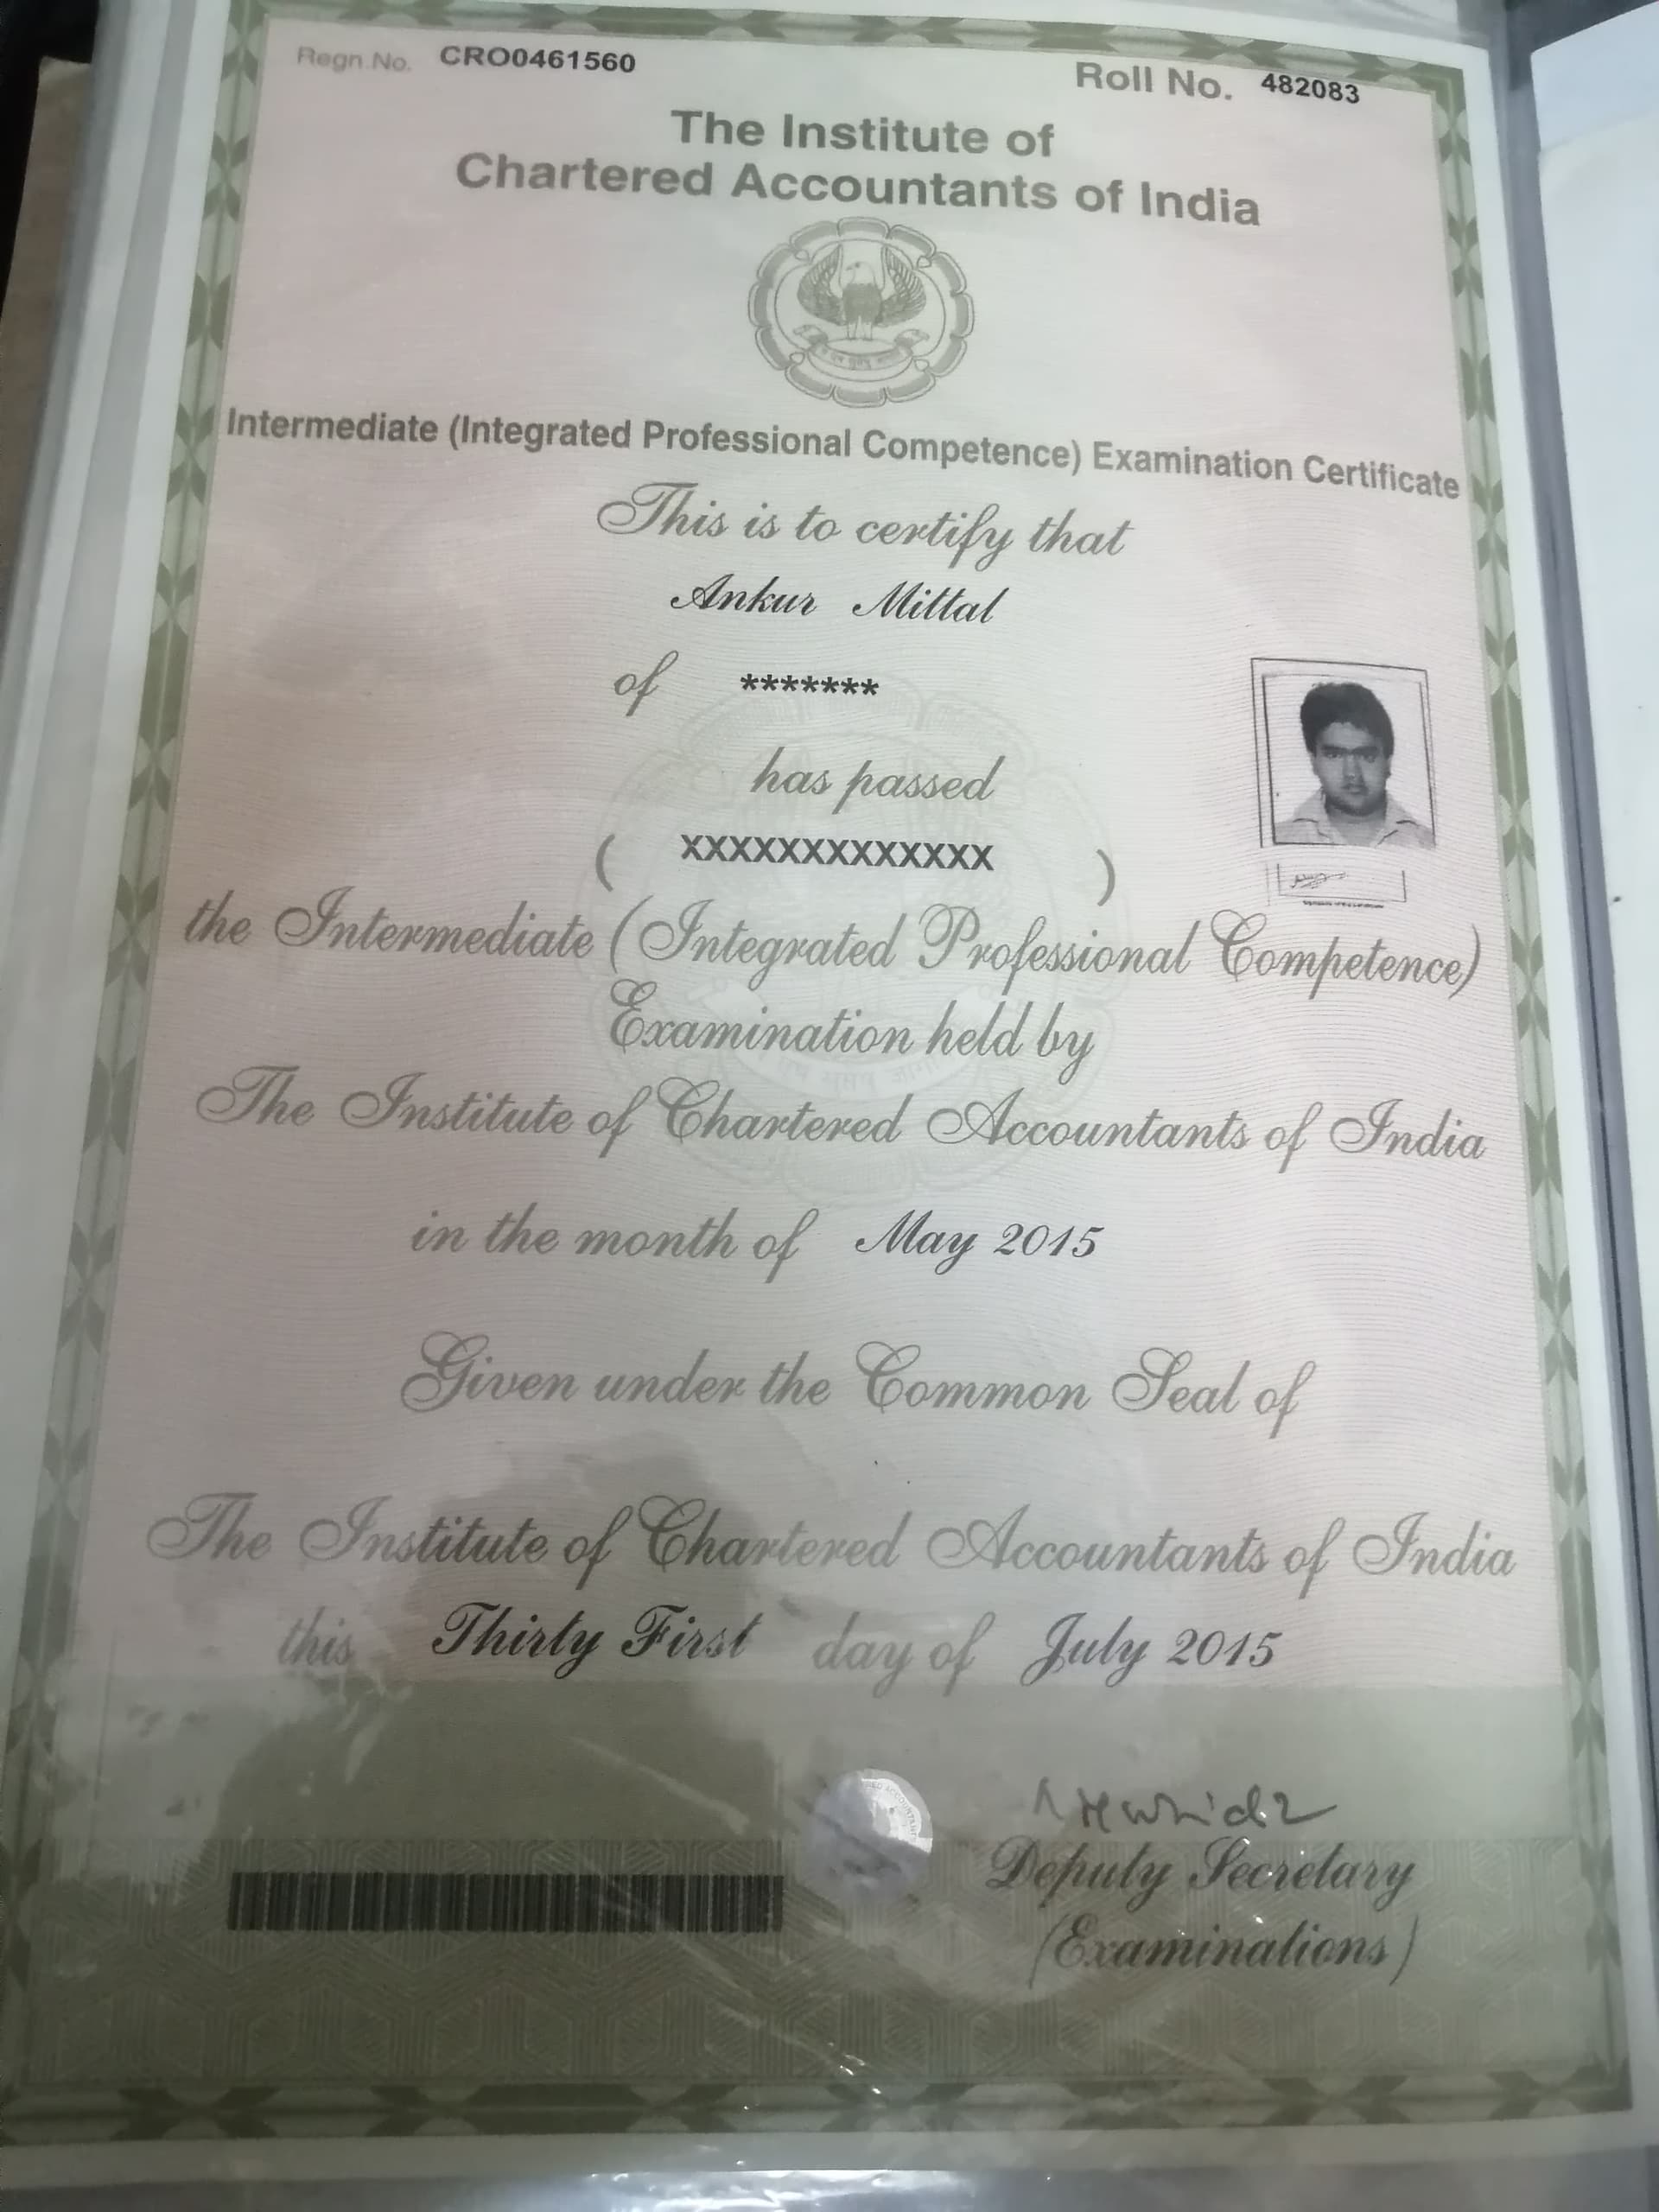 Regn.No. CRO0461560
Roll No. 482083
The Institute of
Chartered Accountants of India
Intermediate (Integrated Professional Competence) Examination Certificate
This is to certify that
Ankur Mittal
of *******
has passed
( XXXXXXXXXXXXX )
the Intermediate (Integrated Professional Competence)
Examination held by
The Institute of Chartered Accountants of India
in the month of May 2015
Given under the Common Seal of
The Institute of Chartered Accountants of India
this Thirty First day of July 2015
Deputy Secretary
(Examinations)